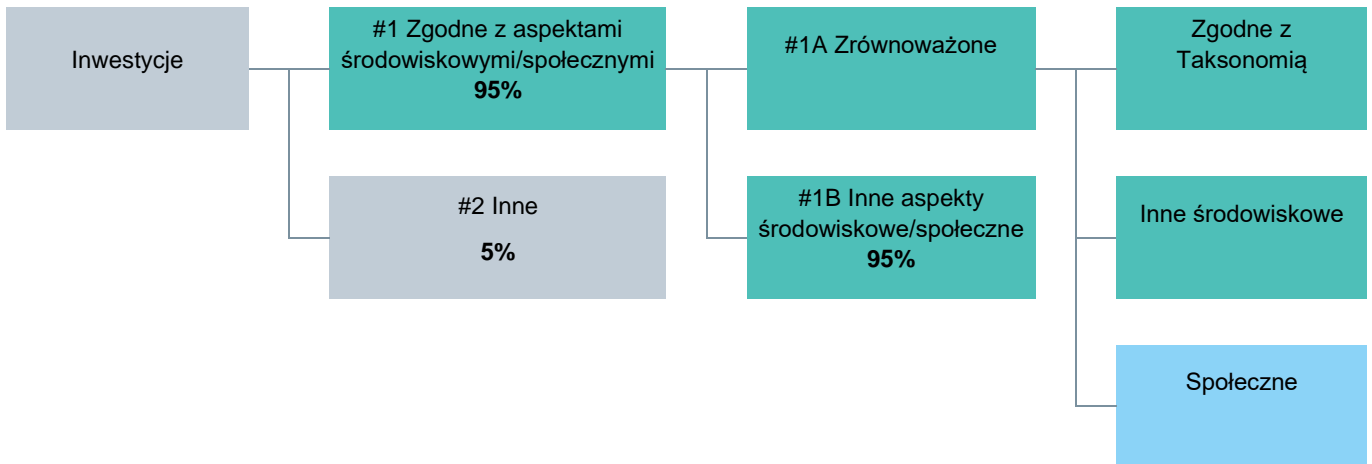 Inwestycje
#1 Zgodne z aspektami
środowiskowymi/społecznymi
95%
#1A Zrównoważone
Zgodne z
Taksonomią
#2 Inne
5%
#1B Inne aspekty
środowiskowe/społeczne
95%
Inne środowiskowe
Społeczne